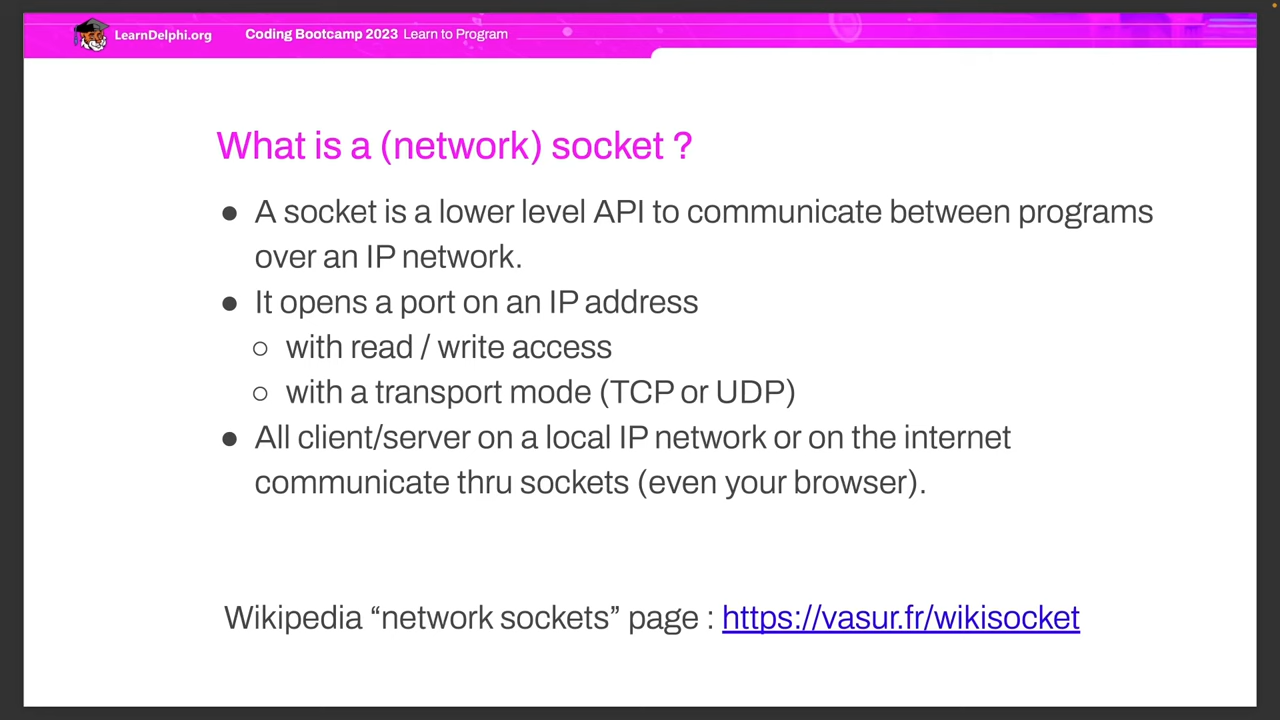 LearnDelphi.org
Coding Bootcamp 2023 Learn to Program
What is a (network) socket ?
● A socket is a lower level API to communicate between programs
over an IP network.
● It opens a port on an IP address
○ with read / write access
○ with a transport mode (TCP or UDP)
● All client/server on a local IP network or on the internet
communicate thru sockets (even your browser).
Wikipedia “network sockets” page : https://vasur.fr/wikisocket